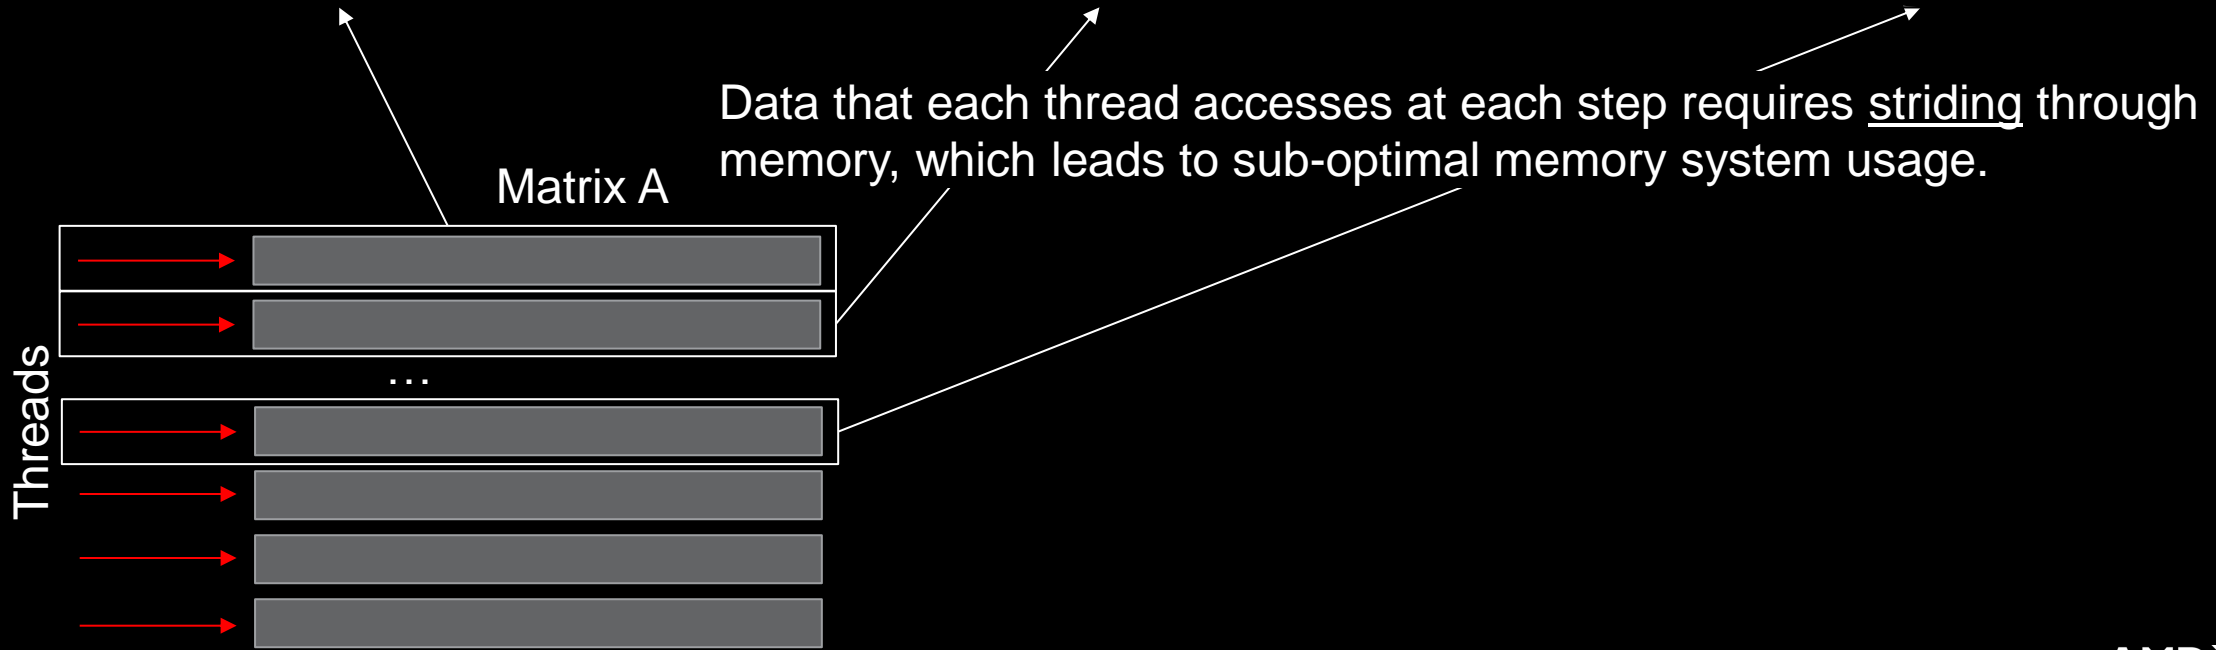 Data that each thread accesses at each step requires striding through
memory, which leads to sub-optimal memory system usage.
Matrix A
Threads
...